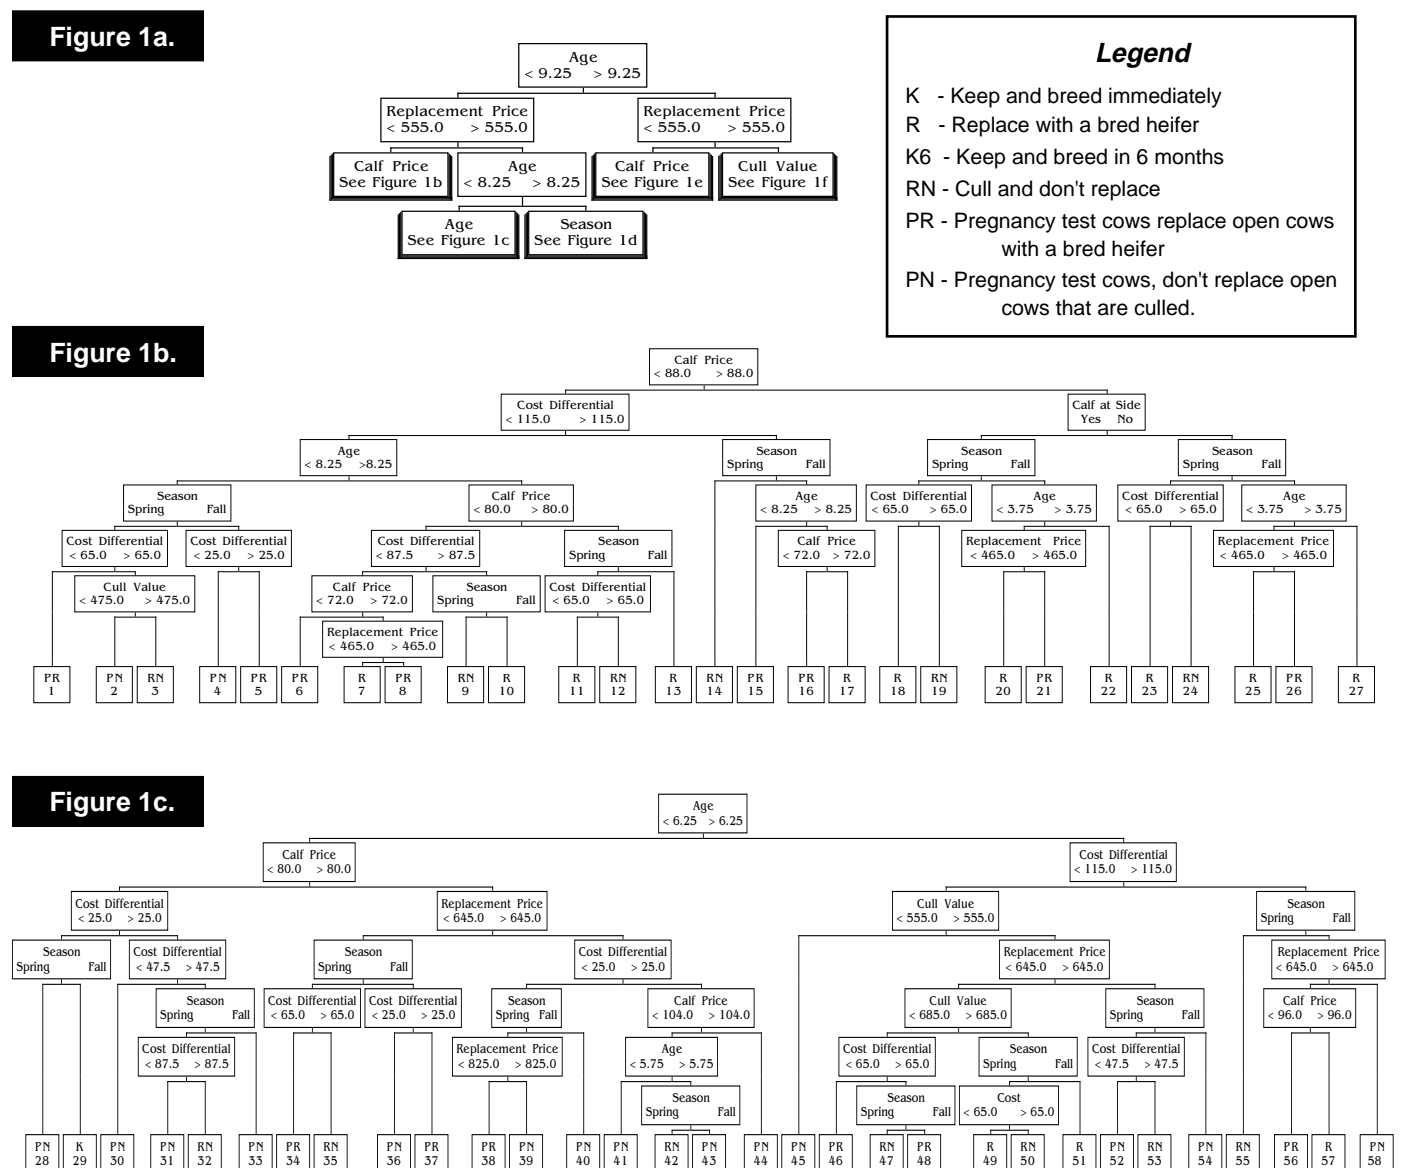 Figure 1a.
Age
< 9.25 > 9.25
Replacement Price
< 555.0 > 555.0
Replacement Price
< 555.0 > 555.0
Calf Price
See Figure 1b
Age
< 8.25 > 8.25
Calf Price
See Figure 1e
Cull Value
See Figure 1f
Age
See Figure 1c
Season
See Figure 1d
Legend
K - Keep and breed immediately
R - Replace with a bred heifer
K6 - Keep and breed in 6 months
RN - Cull and don't replace
PR - Pregnancy test cows replace open cows
with a bred heifer
PN - Pregnancy test cows, don't replace open
cows that are culled.
Figure 1b.
Calf Price
< 88.0 > 88.0
Cost Differential
< 115.0 > 115.0
Calf at Side
Yes No
Age
< 8.25 >8.25
Season
Spring Fall
Season
Spring Fall
Season
Spring Fall
Season
Spring Fall
Calf Price
< 80.0 > 80.0
Age
< 8.25 > 8.25
Cost Differential
< 65.0 > 65.0
Age
< 3.75 > 3.75
Cost Differential
< 65.0 > 65.0
Age
< 3.75 > 3.75
Cost Differential
< 65.0 > 65.0
Cost Differential
< 25.0 > 25.0
Cost Differential
< 87.5 > 87.5
Season
Spring Fall
Calf Price
< 72.0 > 72.0
Replacement Price
< 465.0 > 465.0
Replacement Price
< 465.0 > 465.0
Cull Value
< 475.0 > 475.0
Calf Price
< 72.0 > 72.0
Season
Spring Fall
Cost Differential
< 65.0 > 65.0
Replacement Price
< 465.0 > 465.0
PR PN RN PN PR PR R PR RN R R RN R RN PR PR R R RN R PR R R RN R PR R
1 2 3 4 5 6 7 8 9 10 11 12 13 14 15 16 17 18 19 20 21 22 23 24 25 26 27
Figure 1c.
Age
< 6.25 > 6.25
Calf Price
< 80.0 > 80.0
Cost Differential
< 115.0 > 115.0
Cost Differential
< 25.0 > 25.0
Replacement Price
< 645.0 > 645.0
Cull Value
< 555.0 > 555.0
Season
Spring Fall
Season
Spring Fall
Cost Differential
< 47.5 > 47.5
Season
Spring Fall
Cost Differential
< 25.0 > 25.0
Replacement Price
< 645.0 > 645.0
Replacement Price
< 645.0 > 645.0
Season
Spring Fall
Cost Differential
< 65.0 > 65.0
Cost Differential
< 25.0 > 25.0
Season
Spring Fall
Calf Price
< 104.0 > 104.0
Cull Value
< 685.0 > 685.0
Season
Spring Fall
Calf Price
< 96.0 > 96.0
Cost Differential
< 87.5 > 87.5
Replacement Price
< 825.0 > 825.0
Age
< 5.75 > 5.75
Cost Differential
< 65.0 > 65.0
Season
Spring Fall
Cost Differential
< 47.5 > 47.5
Season
Spring Fall
Season
Spring Fall
Cost
< 65.0 > 65.0
PN K PN PN RN PN PR RN PN PR PR PN PN PN RN PN PN PN PR RN PR R RN R PN RN PN RN PR R PN
28 29 30 31 32 33 34 35 36 37 38 39 40 41 42 43 44 45 46 47 48 49 50 51 52 53 54 55 56 57 58